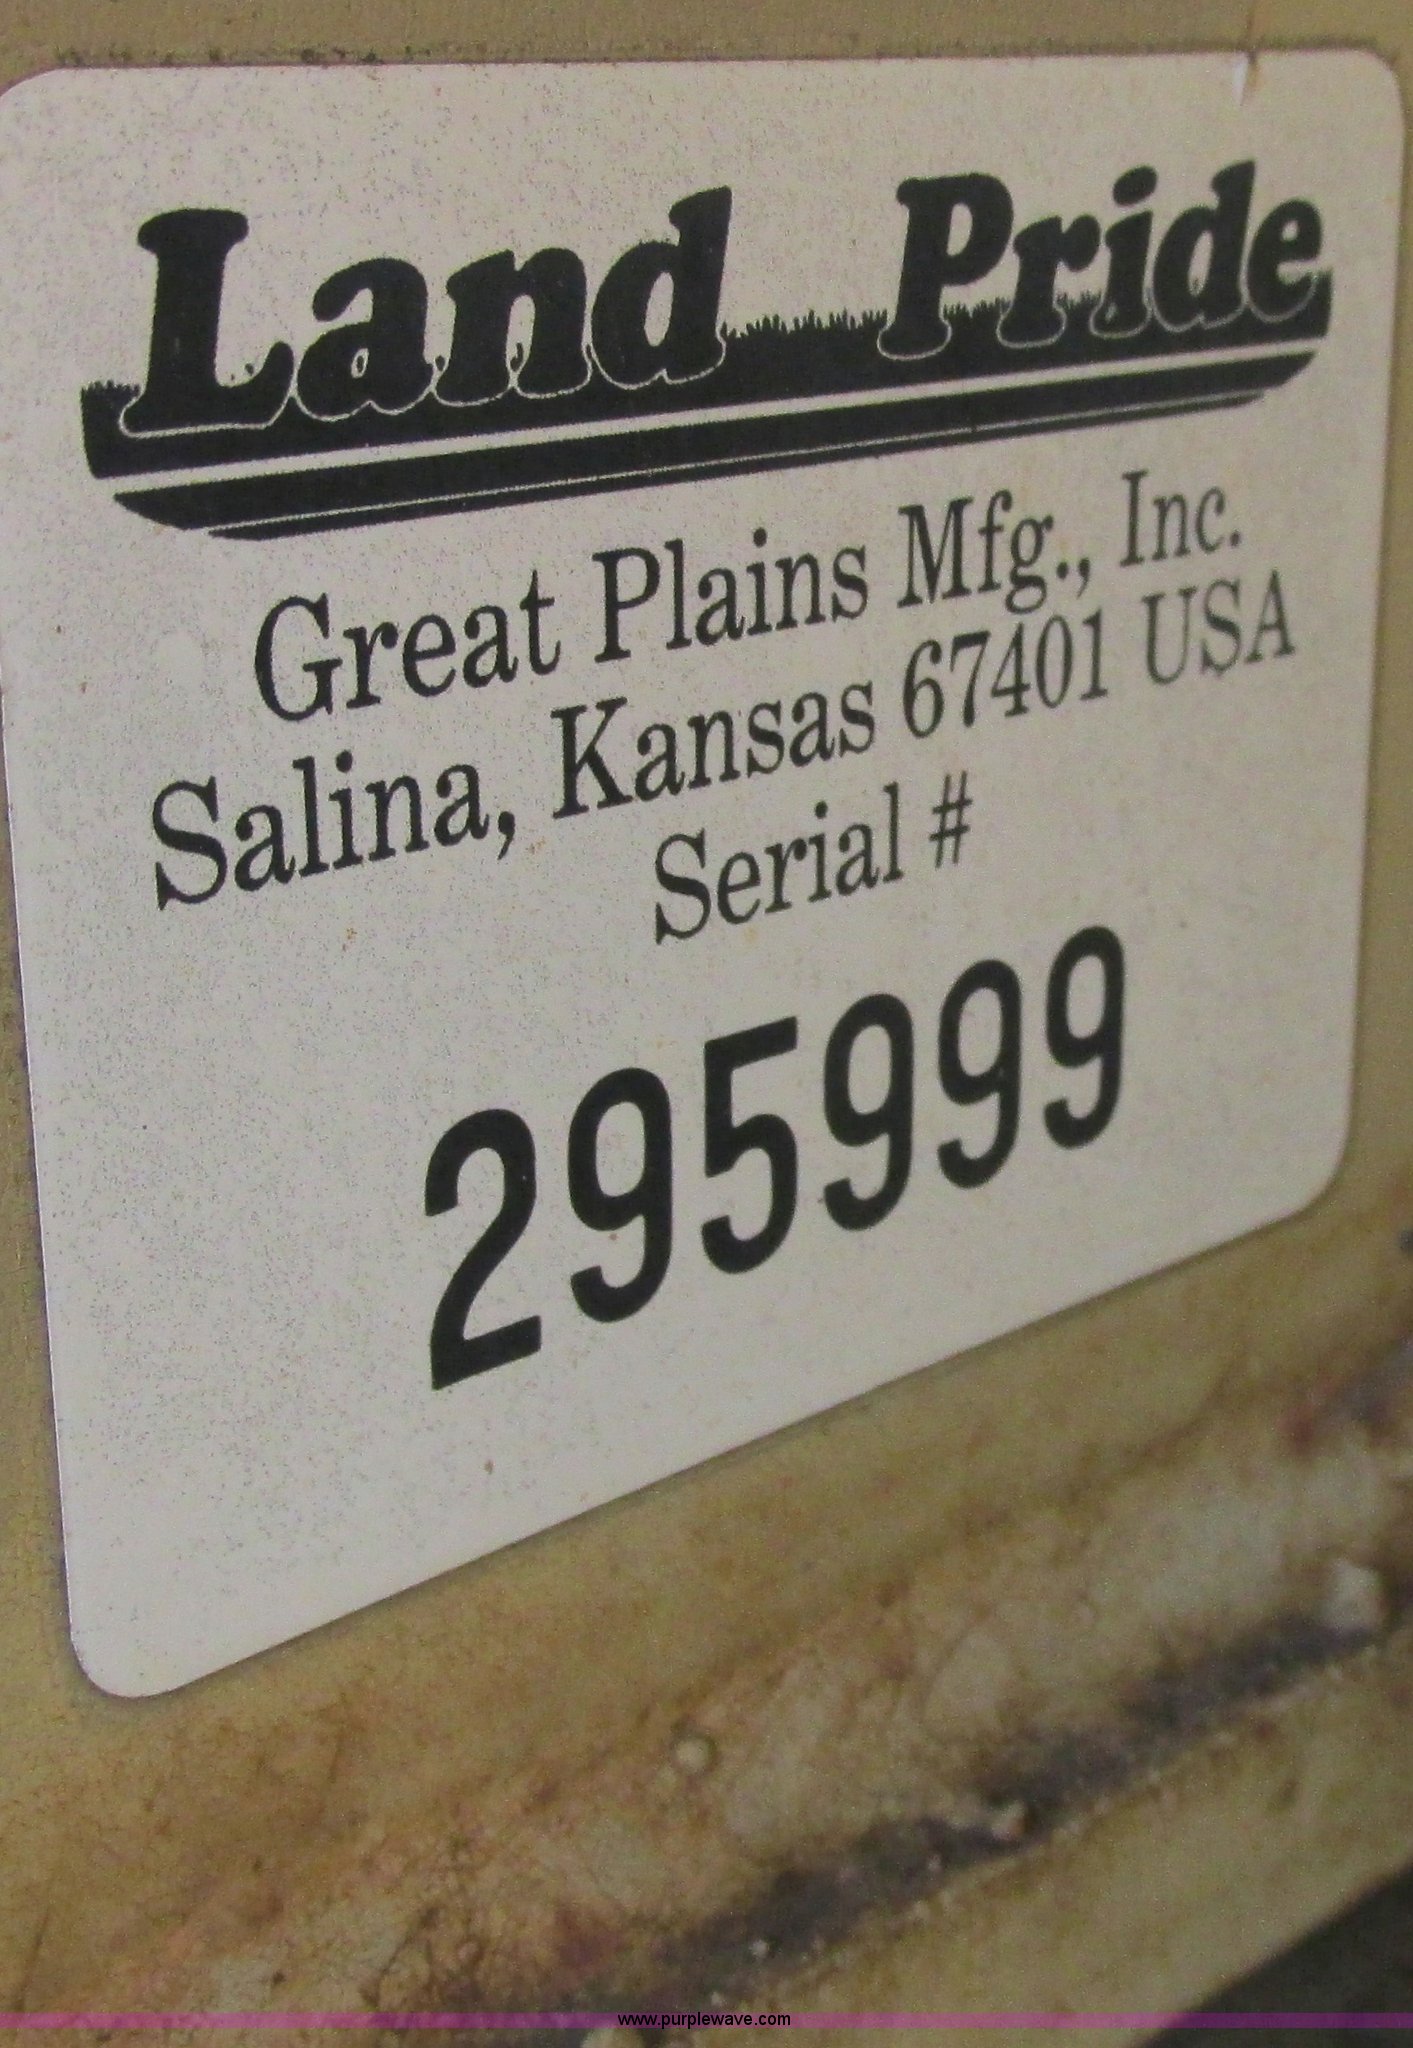 Land Pride
Great Plains Mfg., Inc.
Salina, Kansas 67401 USA
Serial #
295999
www.purplewave.com